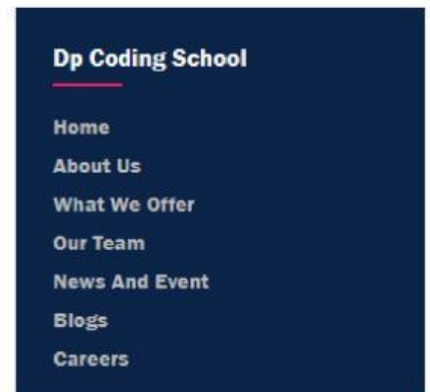 Dp Coding School
Home
About Us
What We Offer
Our Team
News And Event
Blogs
Careers